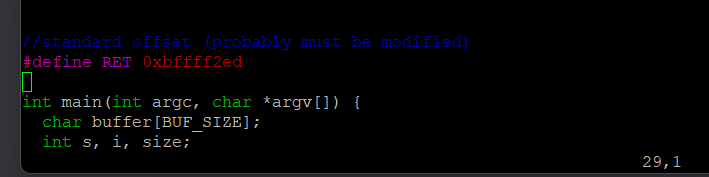 //standard offset (probably must be modified)
#define RET 0xbffff2ed
int main(int argc, char *argv[]) {
char buffer[BUF_SIZE];
int s, i, size;
29,1